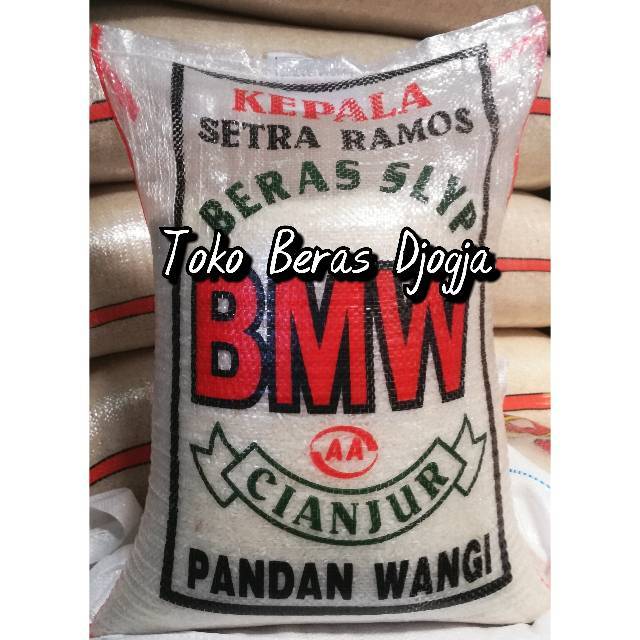 KEPALA
SETRA RAMOS
BERAS SLYP
Toko Beras Djogja
BMW
AA
CIANJUR
PANDAN WANGI